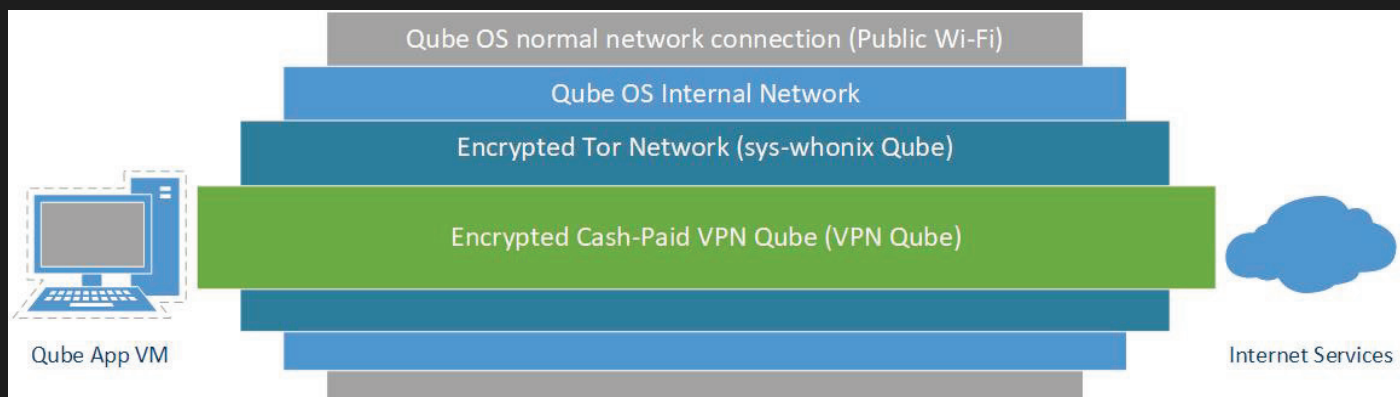 Qube OS normal network connection (Public Wi-Fi)
Qube OS Internal Network
Encrypted Tor Network (sys-whonix Qube)
Encrypted Cash-Paid VPN Qube (VPN Qube)
Qube App VM
Internet Services